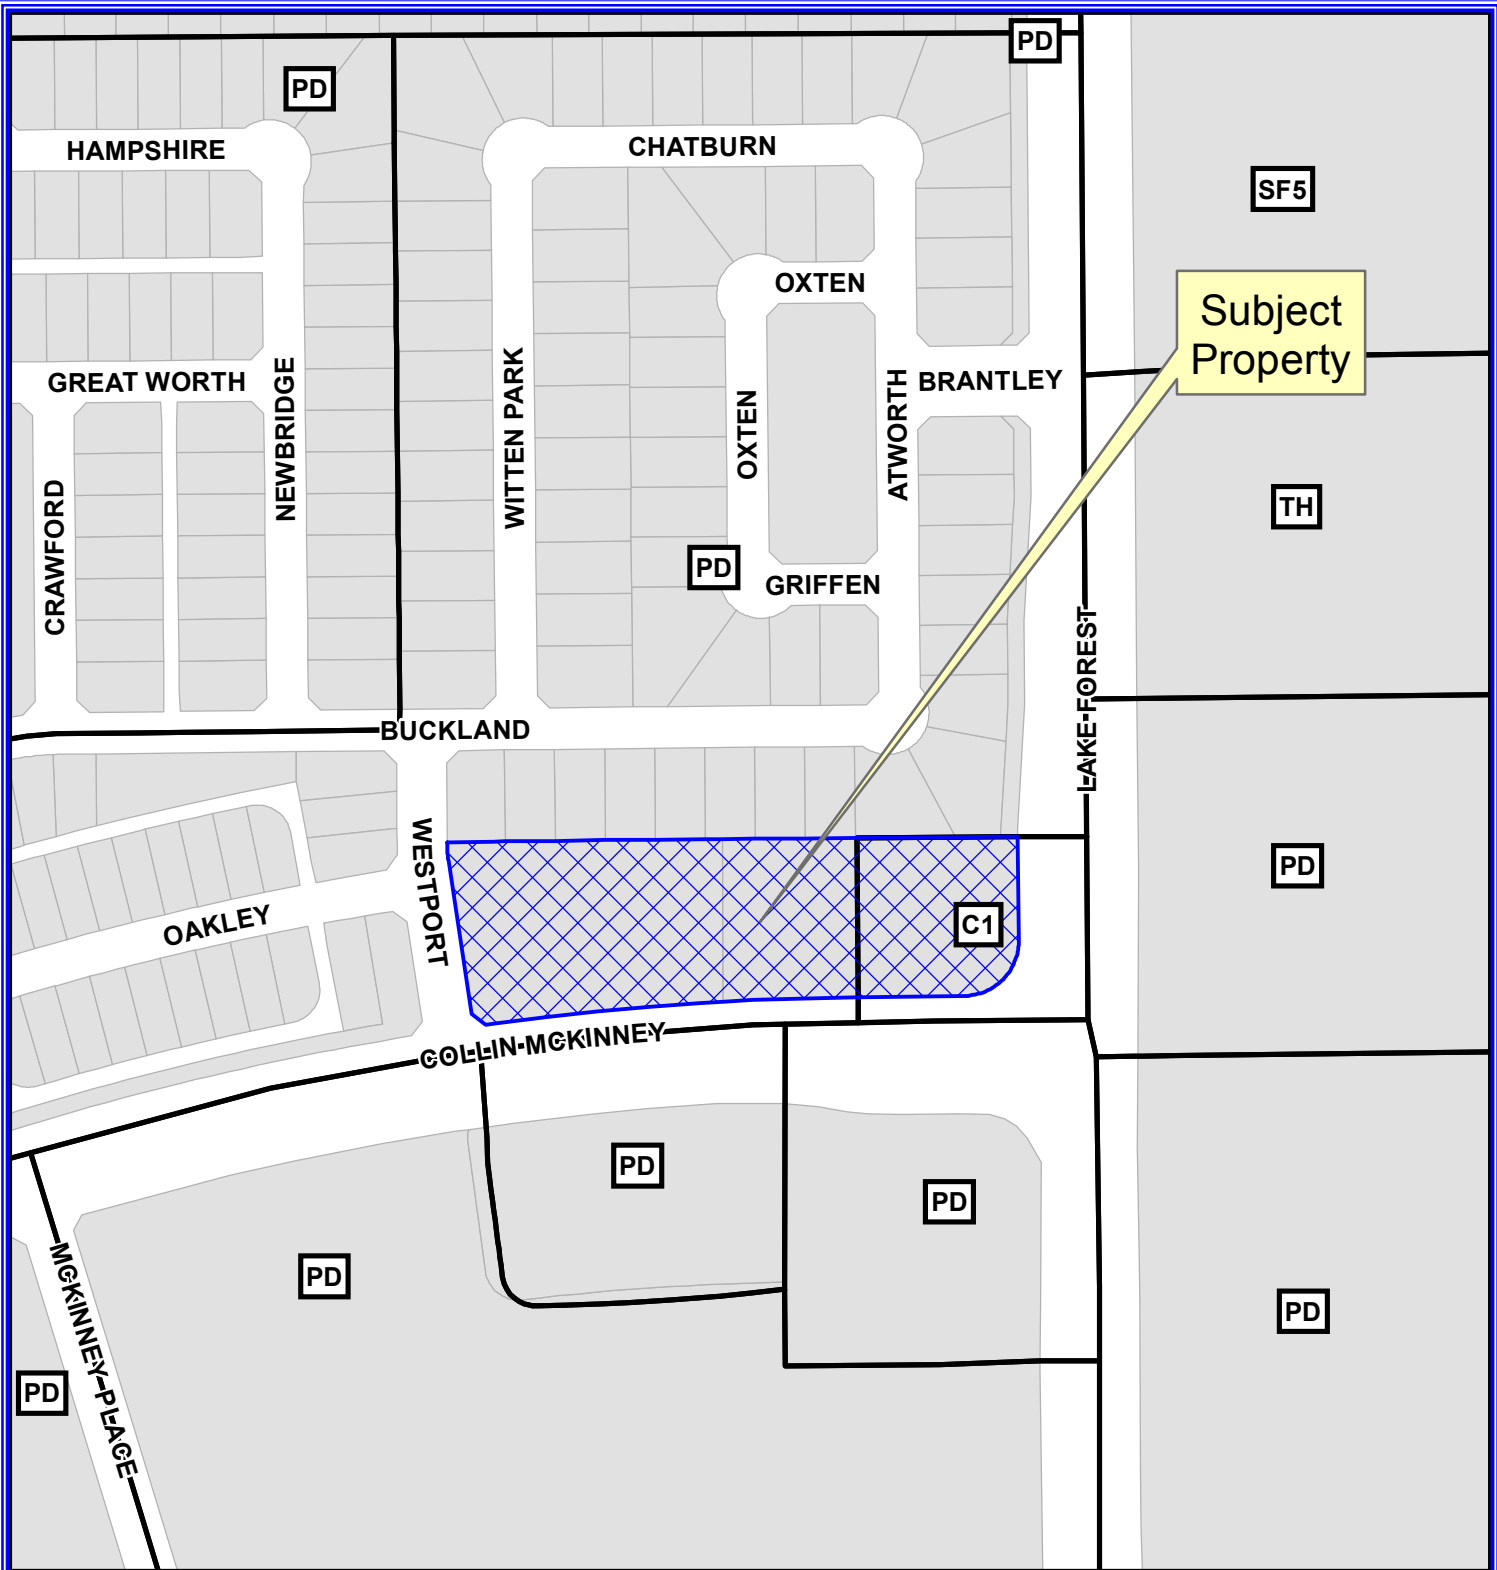 PD
PD
HAMPSHIRE
CHATBURN
SF5
OXTEN
Subject
Property
GREAT WORTH
NEWBRIDGE
WITTEN PARK
OXTEN
ATWORTH
BRANTLEY
CRAWFORD
TH
PD
GRIFFEN
LAKE FOREST
BUCKLAND
WESTPORT
PD
OAKLEY
C1
COLLIN MCKINNEY
PD
PD
PD
MCKINNEY PLACE
PD
PD